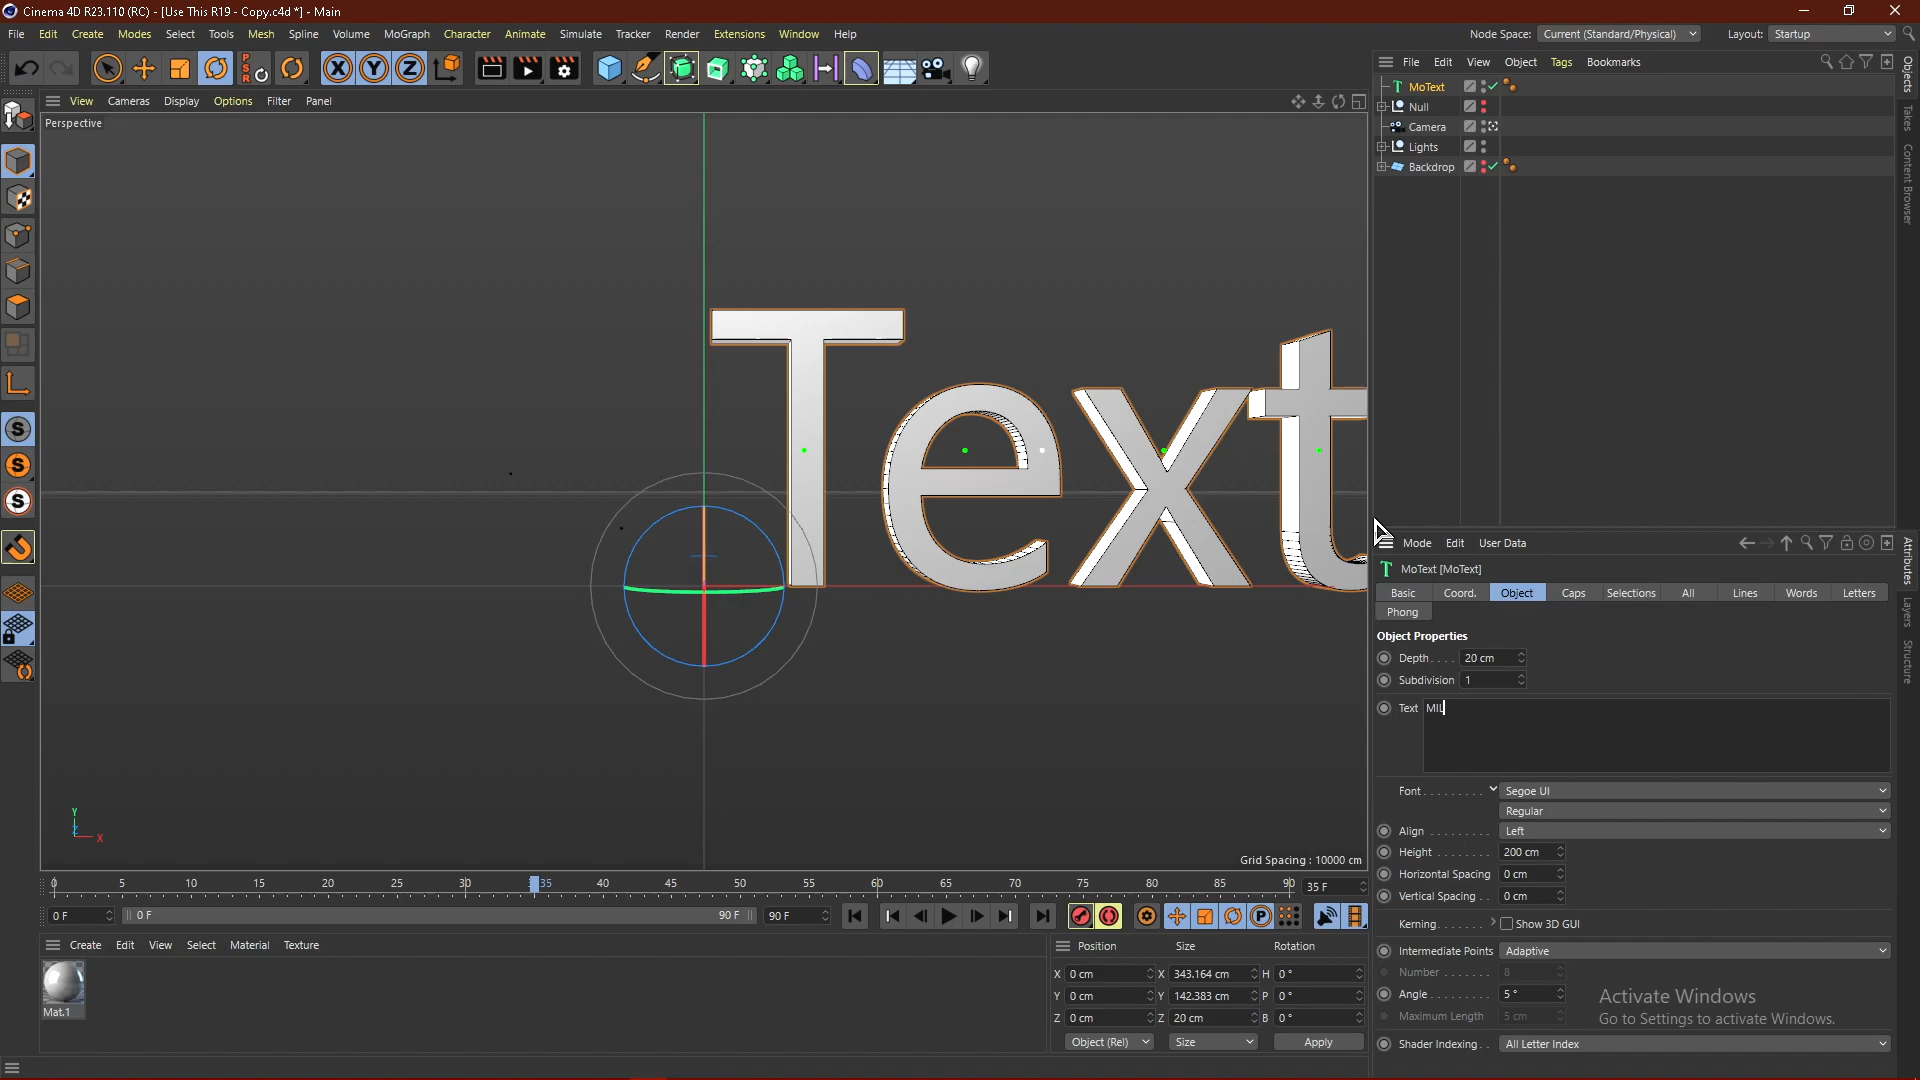 Cinema 4D R23.110 (RC) - [Use This R19 - Copy.c4d *] - Main
File Edit Create Modes Select Tools Mesh Spline Volume MoGraph Character Animate Simulate Tracker Render Extensions Window Help
Node Space: Current (Standard/Physical) Layout: Startup
PSR X Y Z
File Edit View Object Tags Bookmarks
MoText
Null
Camera
Lights
Backdrop
Objects
Takes
Content Browser
View Cameras Display Options Filter Panel
Perspective
S
S
S
Text
Y
Z X
Grid Spacing : 10000 cm
Mode Edit User Data
MoText [MoText]
Basic Coord. Object Caps Selections All Lines Words Letters
Phong
Object Properties
Depth. . . . 20 cm
Subdivision 1
Text MIL
Font. . . . . . . . . Segoe UI
Regular
Align . . . . . . . . Left
Height . . . . . . . 200 cm
Horizontal Spacing 0 cm
Vertical Spacing . . 0 cm
Kerning. . . . . . . Show 3D GUI
Intermediate Points Adaptive
Number . . . . . . . 8
Angle. . . . . . . . . 5 °
Maximum Length 5 cm
Shader Indexing. . All Letter Index
Attributes
Layers
Structure
Activate Windows
Go to Settings to activate Windows.
0 5 10 15 20 25 30 35 40 45 50 55 60 65 70 75 80 85 90 35 F
0 F 0 F 90 F 90 F
P
Create Edit View Select Material Texture
Mat.1
Position Size Rotation
X 0 cm X 343.164 cm H 0 °
Y 0 cm Y 142.383 cm P 0 °
Z 0 cm Z 20 cm B 0 °
Object (Rel) Size Apply